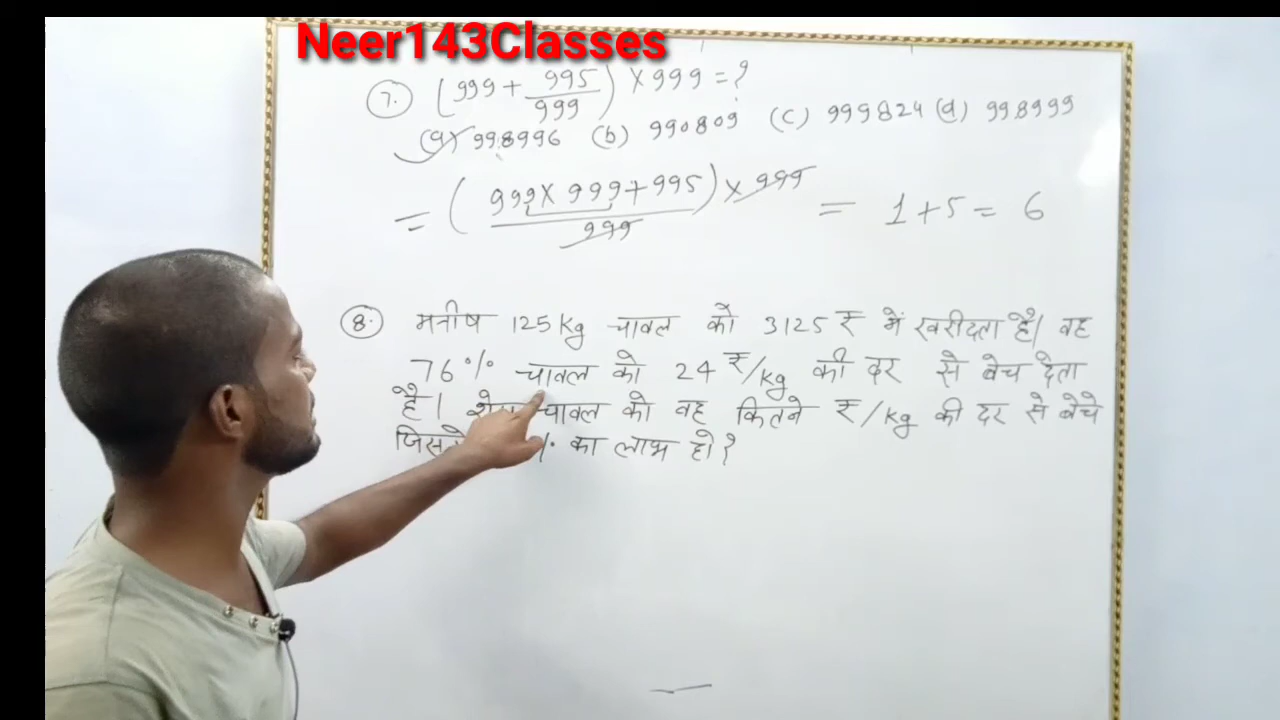 Neer143Classes
7. (999 + 995/999) × 999 = ?
(a) 998996 (b) 990809 (c) 999824 (d) 998999
= (999 × 999 + 995 / 999) × 999 = 1 + 5 = 6
8. मनीष 125 kg चावल को 3125 ₹ में खरीदता है। वह
76% चावल को 24 ₹/kg की दर से बेच देता
है। चावल को वह कितने ₹/kg की दर से बेचे
% का लाभ हो?